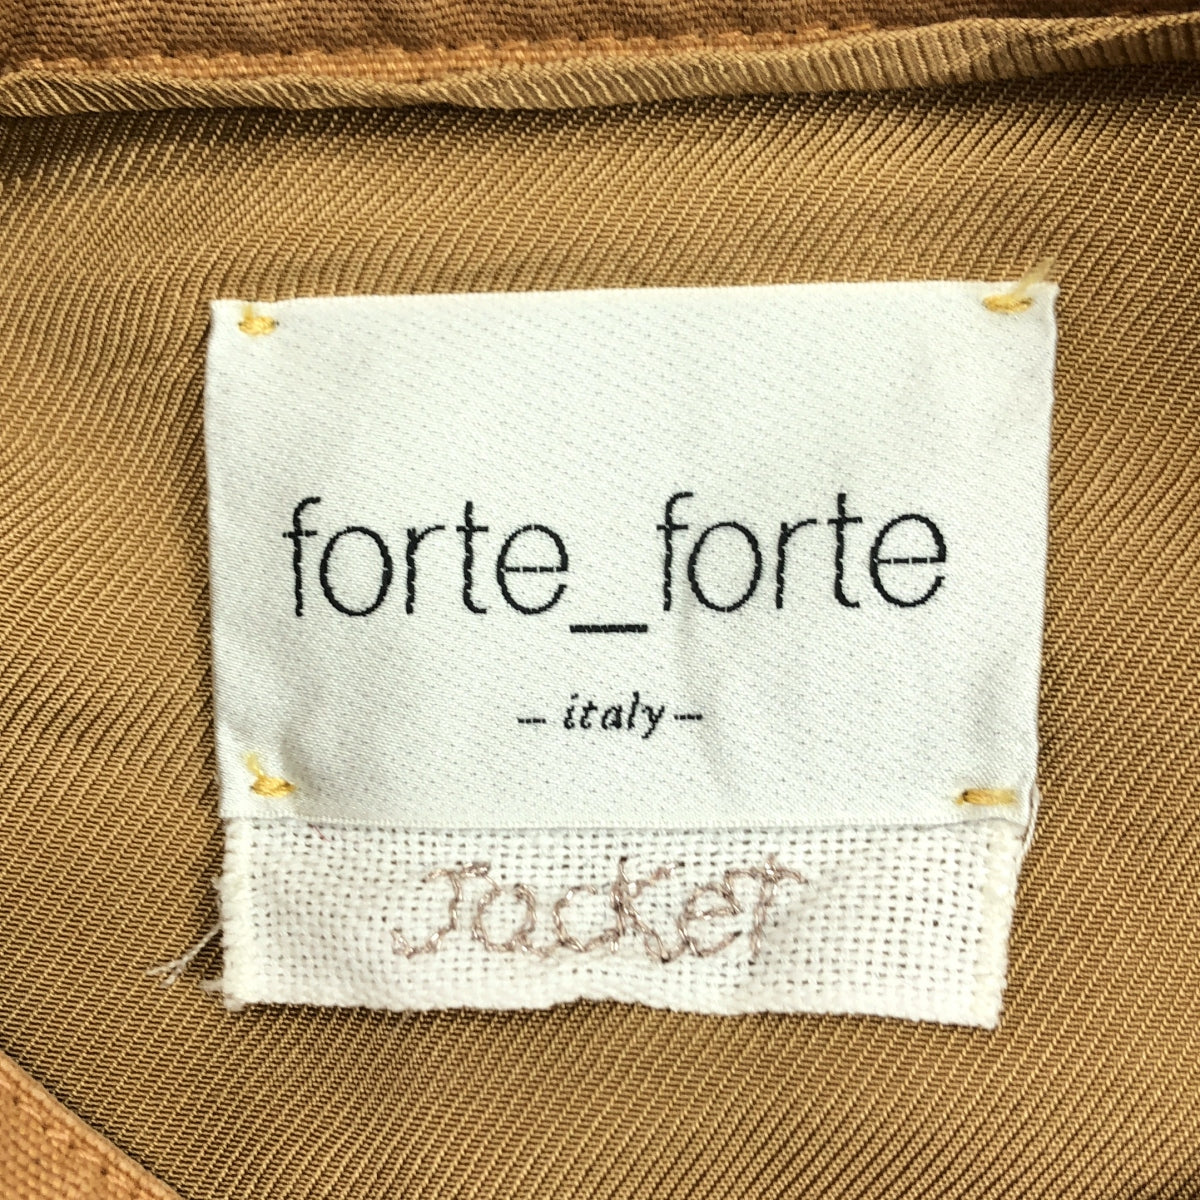 forte_forte
- italy -
Jacket